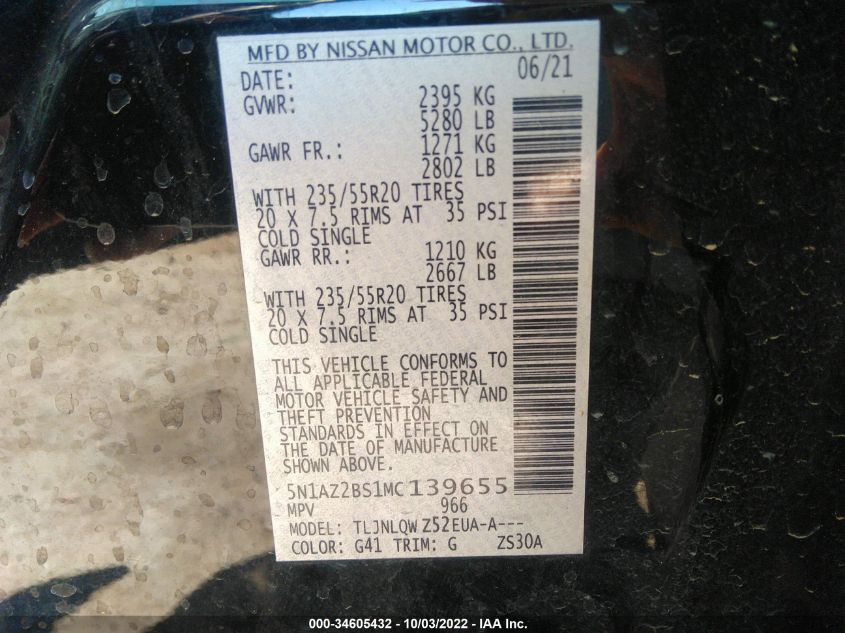 MFD BY NISSAN MOTOR CO., LTD.
DATE: 06/21
GVWR: 2395 KG
5280 LB
GAWR FR.: 1271 KG
2802 LB
WITH 235/55R20 TIRES
20 X 7.5 RIMS AT 35 PSI
COLD SINGLE
GAWR RR.: 1210 KG
2667 LB
WITH 235/55R20 TIRES
20 X 7.5 RIMS AT 35 PSI
COLD SINGLE
THIS VEHICLE CONFORMS TO
ALL APPLICABLE FEDERAL
MOTOR VEHICLE SAFETY AND
THEFT PREVENTION
STANDARDS IN EFFECT ON
THE DATE OF MANUFACTURE
SHOWN ABOVE.
5N1AZ2BS1MC139655
MPV 966
MODEL: TLJNLQW Z52EUA-A---
COLOR: G41 TRIM: G ZS30A
000-34605432 - 10/03/2022 - IAA Inc.